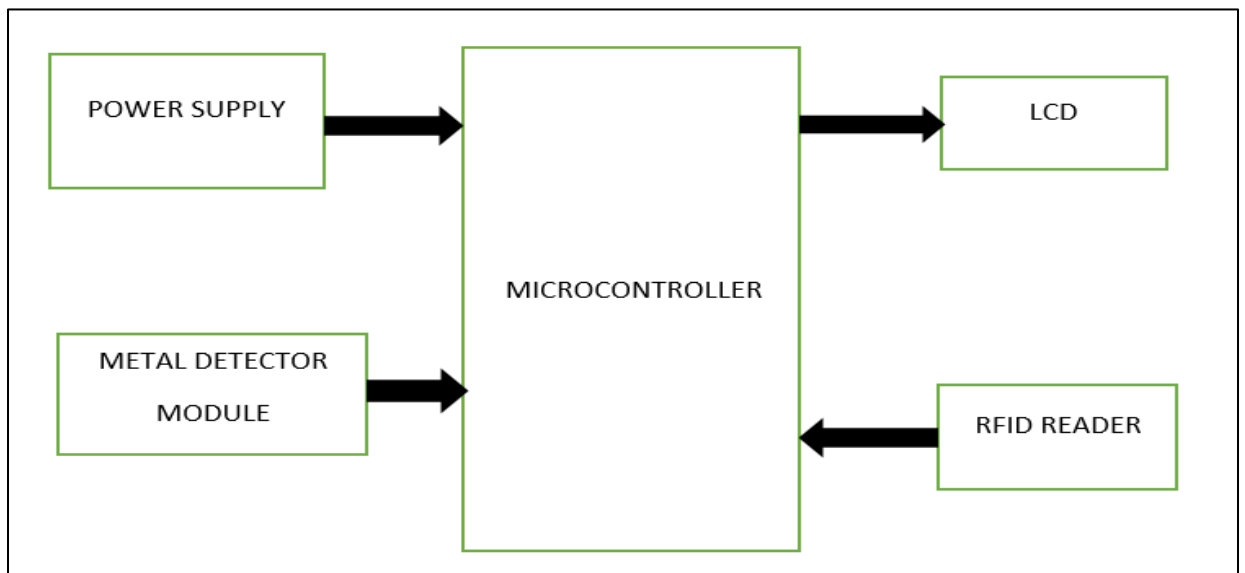 POWER SUPPLY
LCD
MICROCONTROLLER
METAL DETECTOR
MODULE
RFID READER